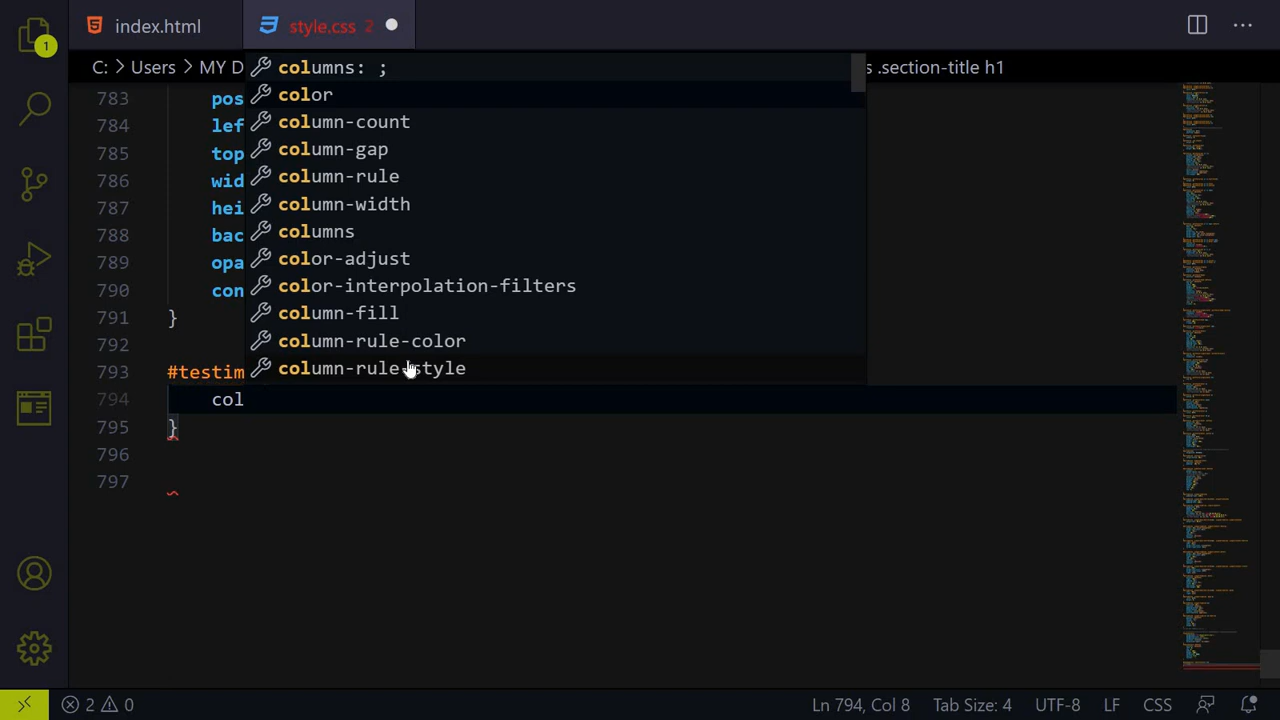 index.html
style.css 2
C: > Users > MY D
s .section-title h1
columns: ;
color
column-count
column-gap
column-rule
column-width
columns
color-adjust
color-interpolation-filters
column-fill
column-rule-color
column-rule-style
783 pos
784 lef
785 top
786 wid
787 hei
788 bac
789 opa
790 con
791 }
792
793 #testim
794 col
795 }
796
797
1
2 0
Ln 794, Col 8
Tab Size: 4
UTF-8
LF
CSS